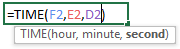 =TIME(F2,E2,D2)
TIME(hour, minute, second)